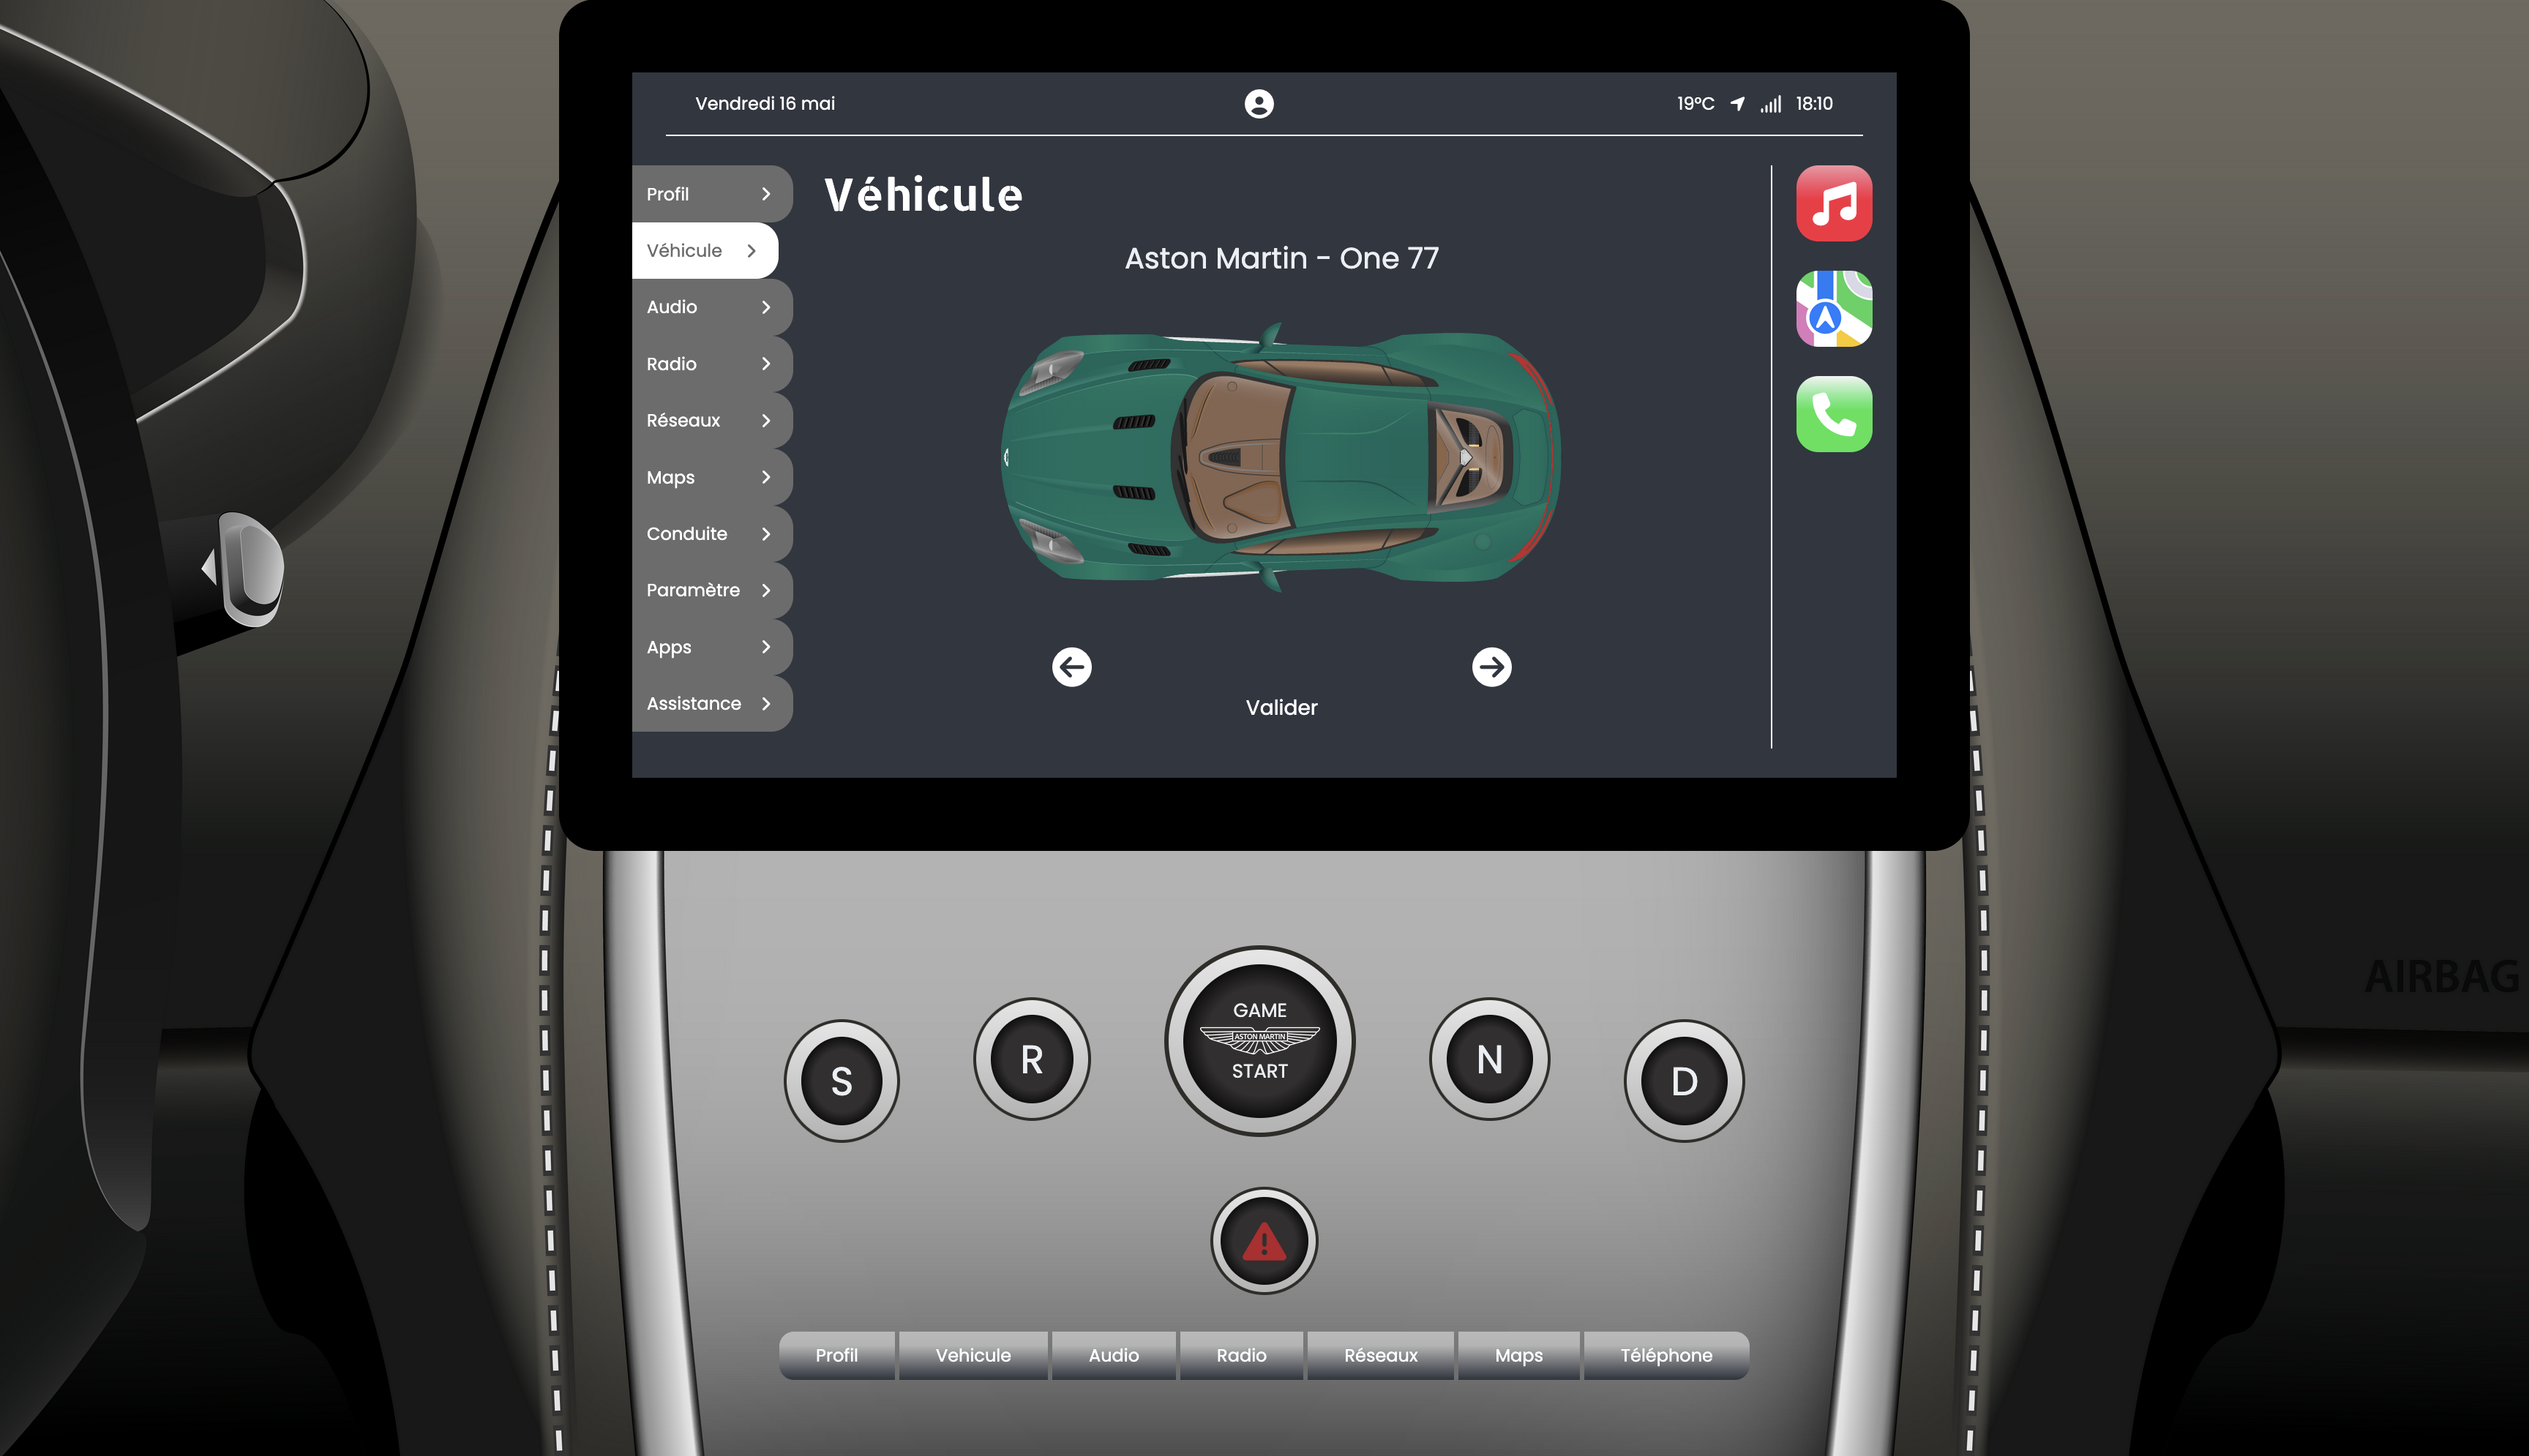 Vendredi 16 mai
19°C 18:10
Profil
Véhicule
Audio
Radio
Réseaux
Maps
Conduite
Paramètre
Apps
Assistance
Véhicule
Aston Martin - One 77
Valider
AIRBAG
GAME
ASTON MARTIN
START
S
R
N
D
Profil
Vehicule
Audio
Radio
Réseaux
Maps
Téléphone